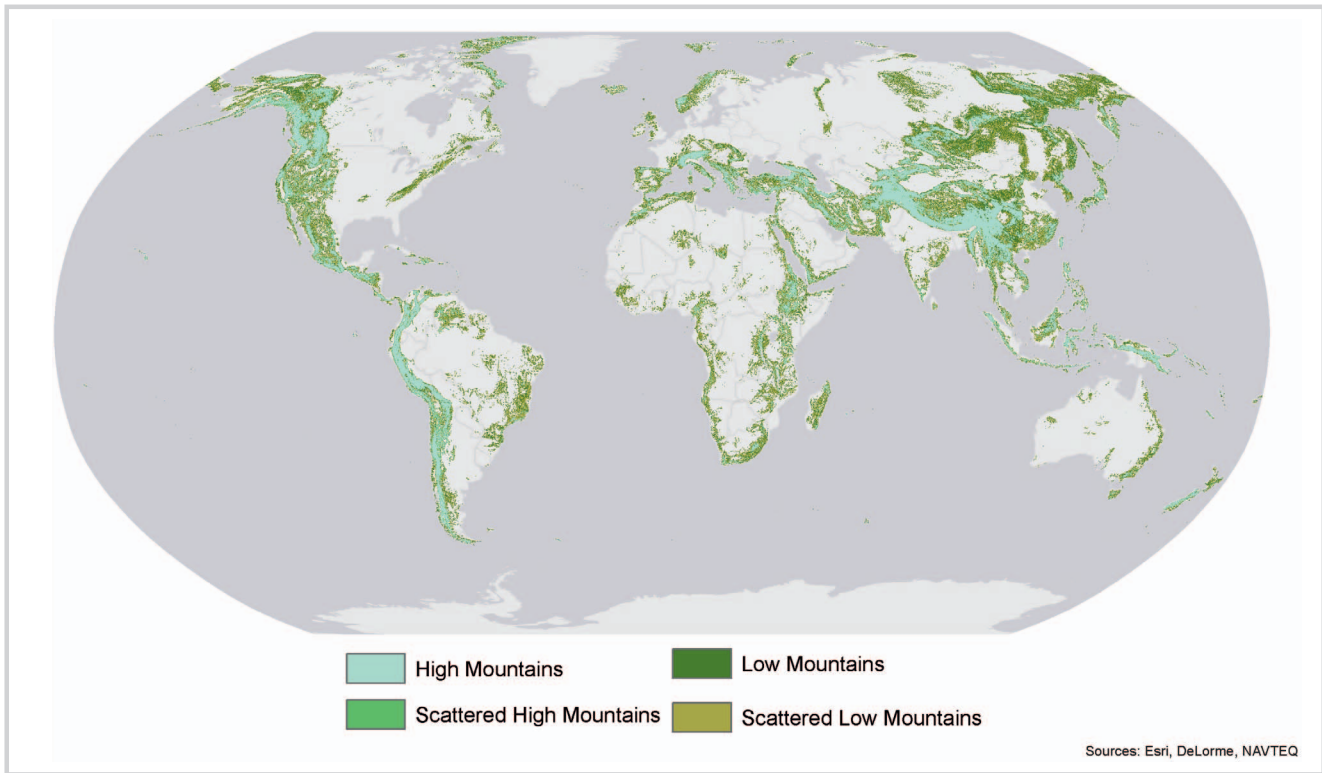 High Mountains
Low Mountains
Scattered High Mountains
Scattered Low Mountains
Sources: Esri, DeLorme, NAVTEQ